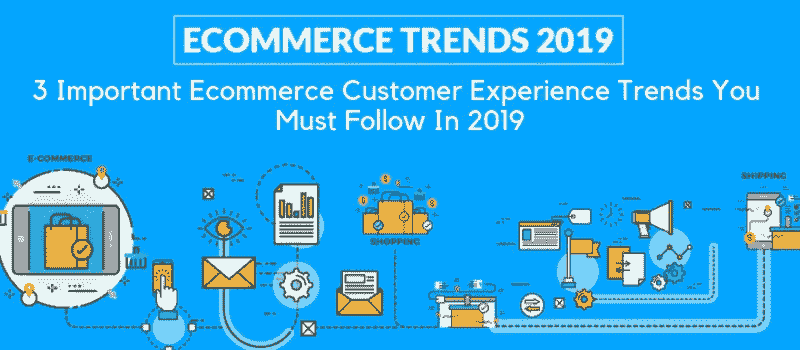 ECOMMERCE TRENDS 2019
3 Important Ecommerce Customer Experience Trends You
Must Follow In 2019
E-COMMERCE
SHOPPING
SHIPPING